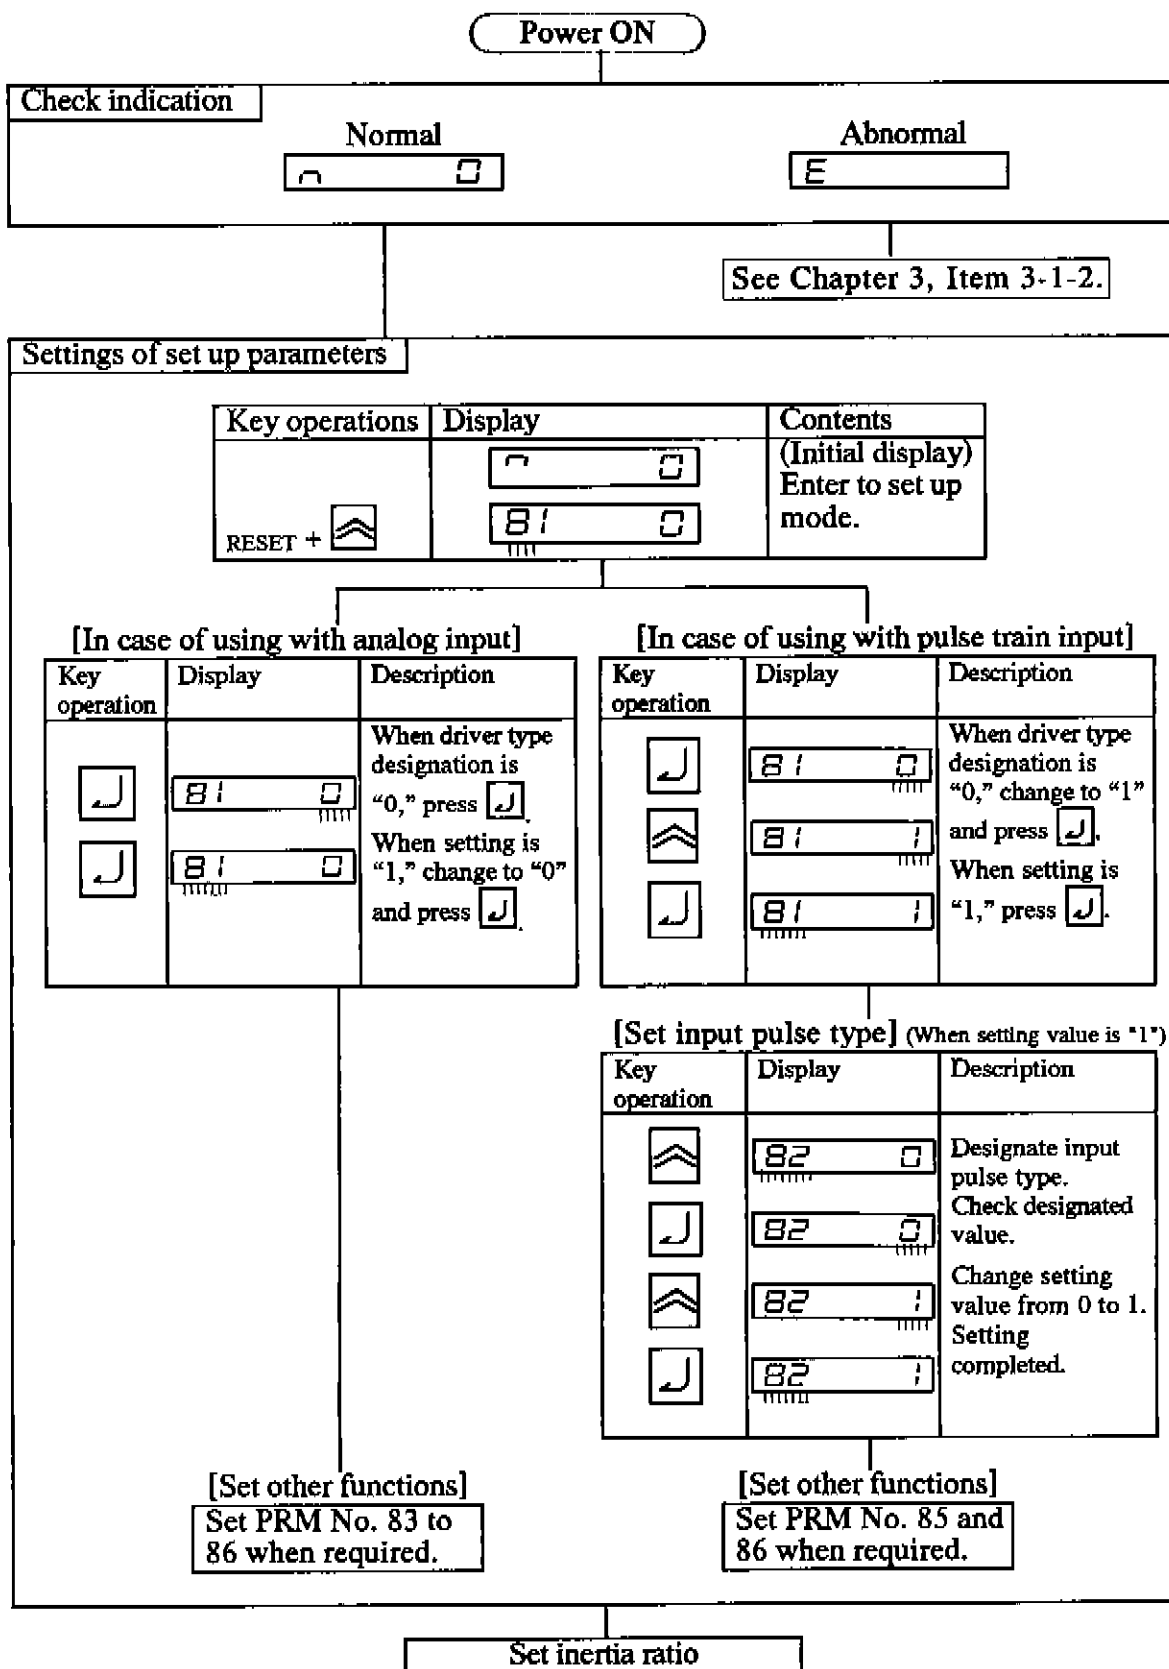 Power ON
Check indication
Normal
Abnormal
n 0
E
See Chapter 3, Item 3-1-2.
Settings of set up parameters
Key operations Display Contents
n 0 (Initial display)
Enter to set up
mode.
RESET + 81 0
[In case of using with analog input]
Key operation Display Description
81 0
81 0
When driver type
designation is
“0,” press .
When setting is
“1,” change to “0”
and press .
[In case of using with pulse train input]
Key operation Display Description
81 0
81 1
81 1
When driver type
designation is
“0,” change to “1”
and press .
When setting is
“1,” press .
[Set input pulse type] (When setting value is "1")
Key operation Display Description
82 0
82 0
82 1
82 1
Designate input
pulse type.
Check designated
value.
Change setting
value from 0 to 1.
Setting
completed.
[Set other functions]
Set PRM No. 83 to
86 when required.
[Set other functions]
Set PRM No. 85 and
86 when required.
Set inertia ratio